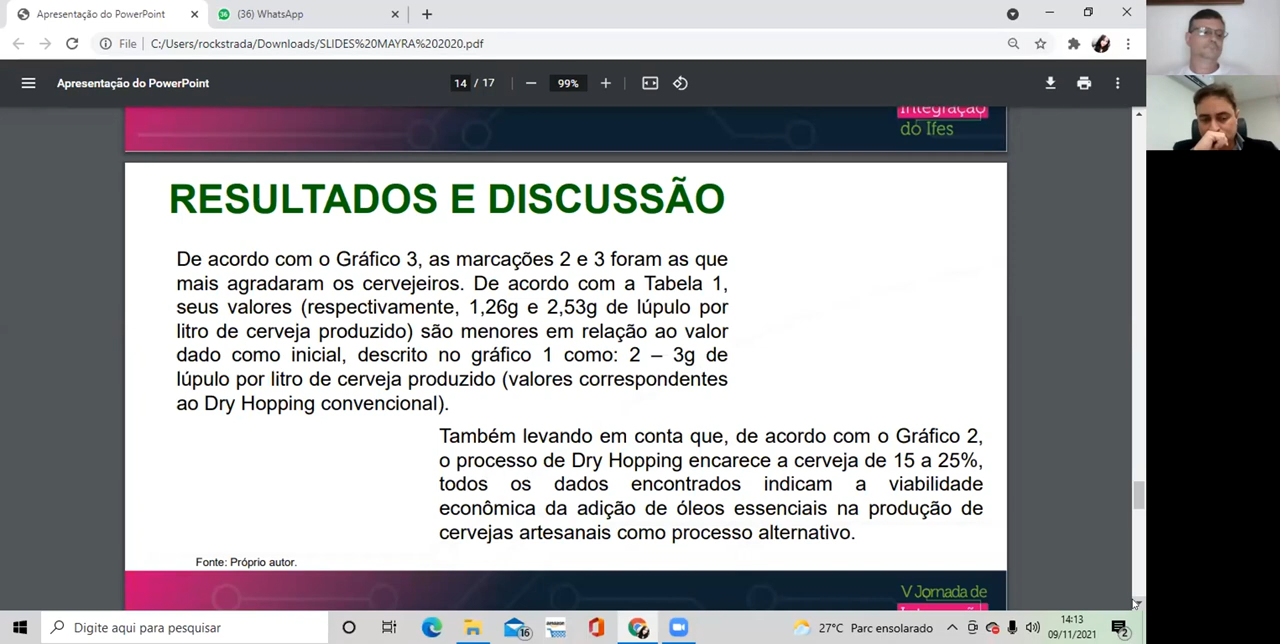 Apresentação do PowerPoint
(36) WhatsApp
File
C:/Users/rockstrada/Downloads/SLIDES%20MAYRA%202020.pdf
Apresentação do PowerPoint
14 / 17
99%
Integração
do Ifes
RESULTADOS E DISCUSSÃO
De acordo com o Gráfico 3, as marcações 2 e 3 foram as que
mais agradaram os cervejeiros. De acordo com a Tabela 1,
seus valores (respectivamente, 1,26g e 2,53g de lúpulo por
litro de cerveja produzido) são menores em relação ao valor
dado como inicial, descrito no gráfico 1 como: 2 – 3g de
lúpulo por litro de cerveja produzido (valores correspondentes
ao Dry Hopping convencional).
Também levando em conta que, de acordo com o Gráfico 2,
o processo de Dry Hopping encarece a cerveja de 15 a 25%,
todos os dados encontrados indicam a viabilidade
econômica da adição de óleos essenciais na produção de
cervejas artesanais como processo alternativo.
Fonte: Próprio autor.
V Jornada de
Digite aqui para pesquisar
16
27°C Parc ensolarado
14:13
09/11/2021
2